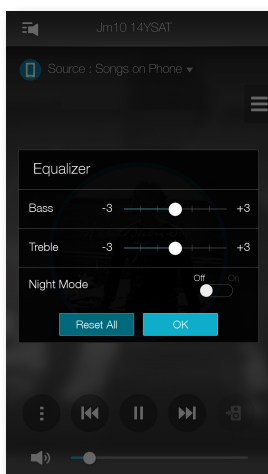 Jm10 14YSAT
Source : Songs on Phone
Equalizer
Bass -3 +3
Treble -3 +3
Night Mode Off On
Reset All OK